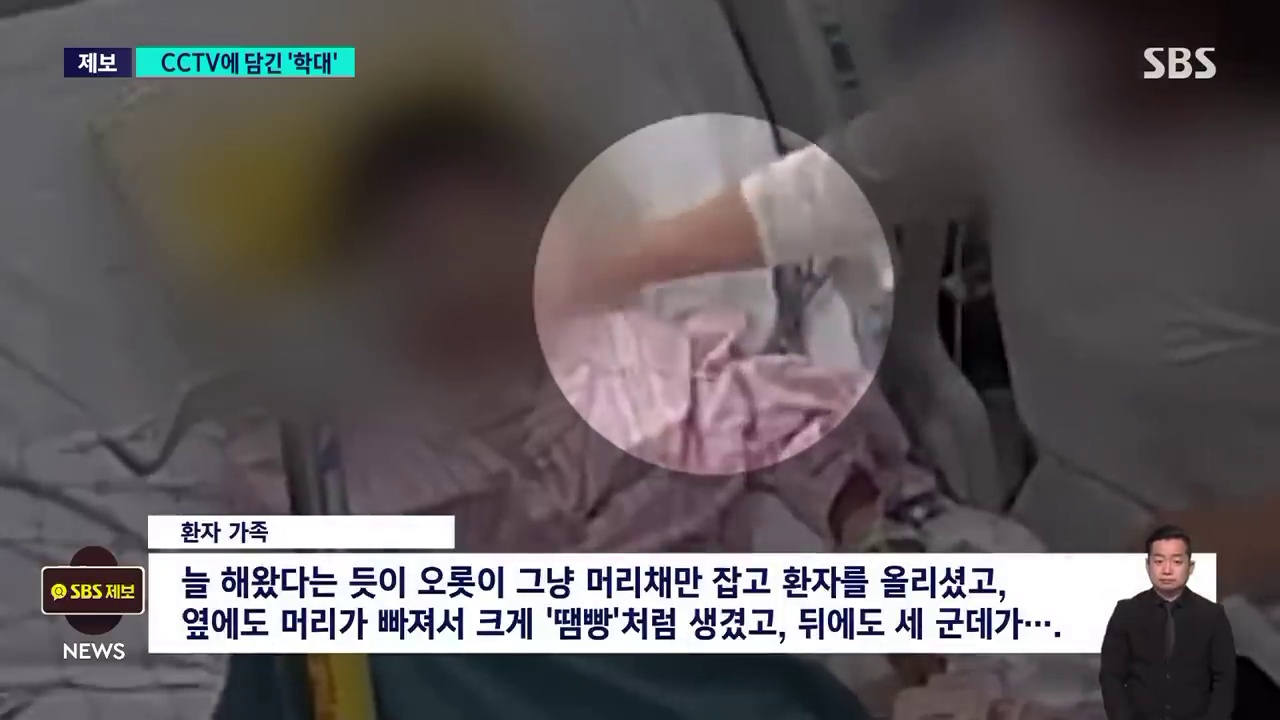 제보 CCTV에 담긴 '학대'
SBS
환자 가족
늘 해왔다는 듯이 오롯이 그냥 머리채만 잡고 환자를 올리셨고,
옆에도 머리가 빠져서 크게 '땜빵'처럼 생겼고, 뒤에도 세 군데가….
SBS 제보
NEWS